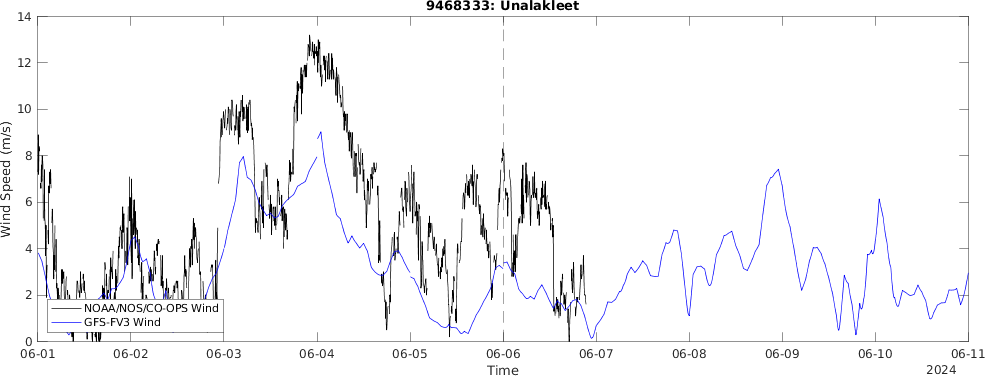 9468333: Unalakleet
Wind Speed (m/s)
14
12
10
8
6
4
2
0
NOAA/NOS/CO-OPS Wind
GFS-FV3 Wind
06-01 06-02 06-03 06-04 06-05 06-06 06-07 06-08 06-09 06-10 06-11
Time
2024